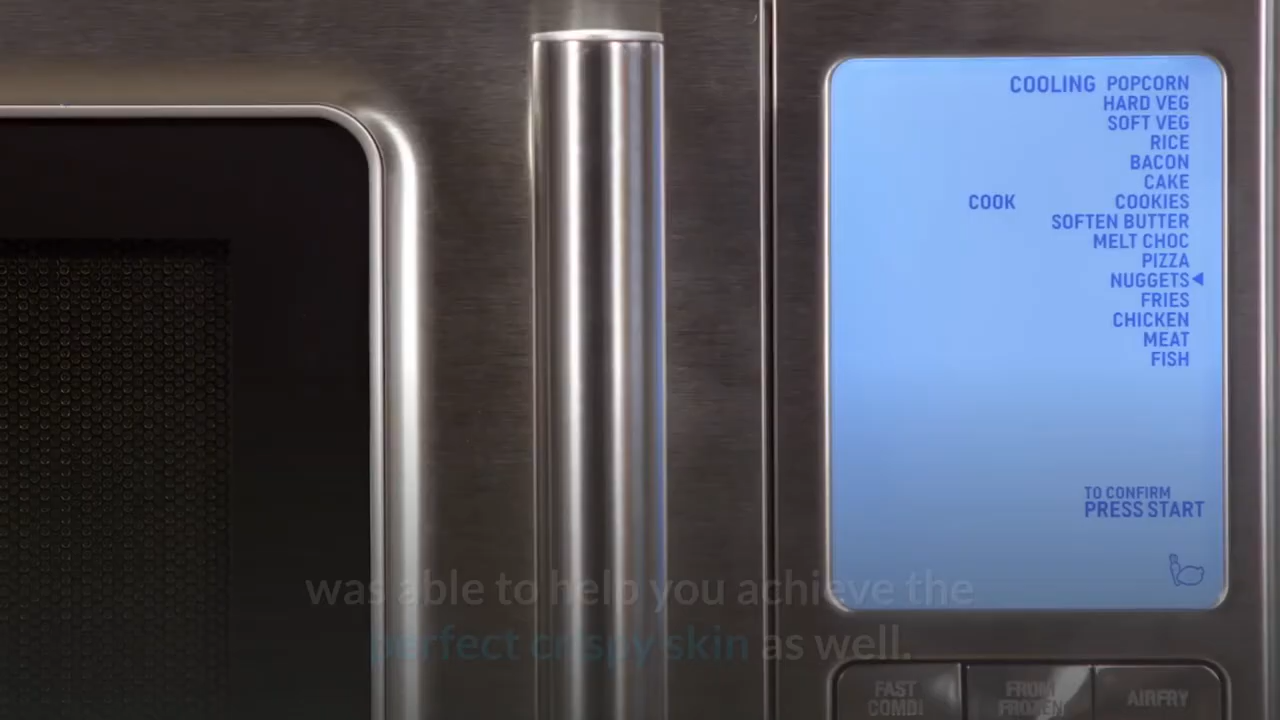 COOLING POPCORN
HARD VEG
SOFT VEG
RICE
BACON
CAKE
COOK COOKIES
SOFTEN BUTTER
MELT CHOC
PIZZA
NUGGETS
FRIES
CHICKEN
MEAT
FISH
TO CONFIRM
PRESS START
was able to help you achieve the
perfect crispy skin as well.
FAST COMBI
FROM FROZEN
AIRFRY